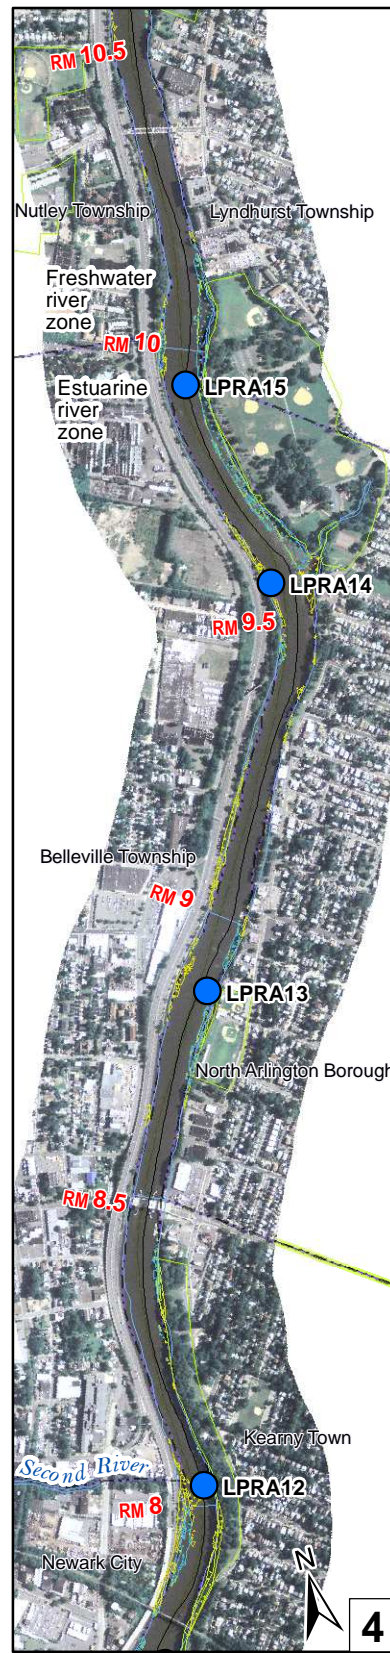 RM 10.5
Nutley Township
Lyndhurst Township
Freshwater
river
zone
RM 10
Estuarine
river
zone
LPRA15
LPRA14
RM 9.5
Belleville Township
RM 9
LPRA13
North Arlington Borough
RM 8.5
Kearny Town
Second River
LPRA12
RM 8
Newark City
N
4